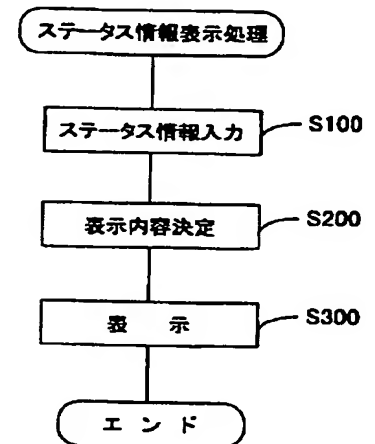 ステータス情報表示処理
ステータス情報入力
S100
表示内容決定
S200
表 示
S300
エ ン ド